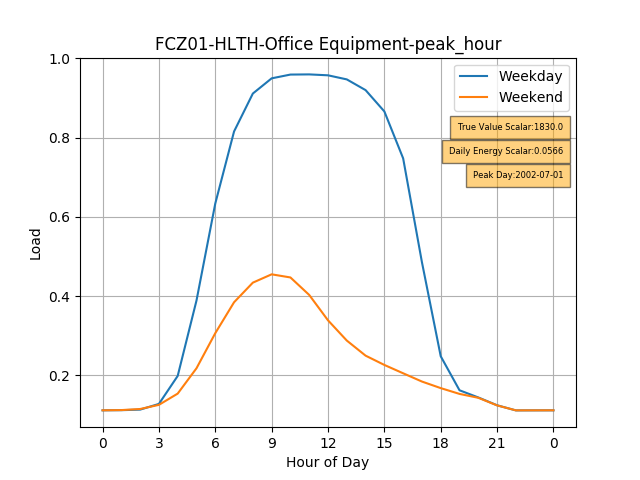 FCZ01-HLTH-Office Equipment-peak_hour
1.0
0.8
0.6
0.4
0.2
Load
Weekday
Weekend
True Value Scalar:1830.0
Daily Energy Scalar:0.0566
Peak Day:2002-07-01
0 3 6 9 12 15 18 21 0
Hour of Day